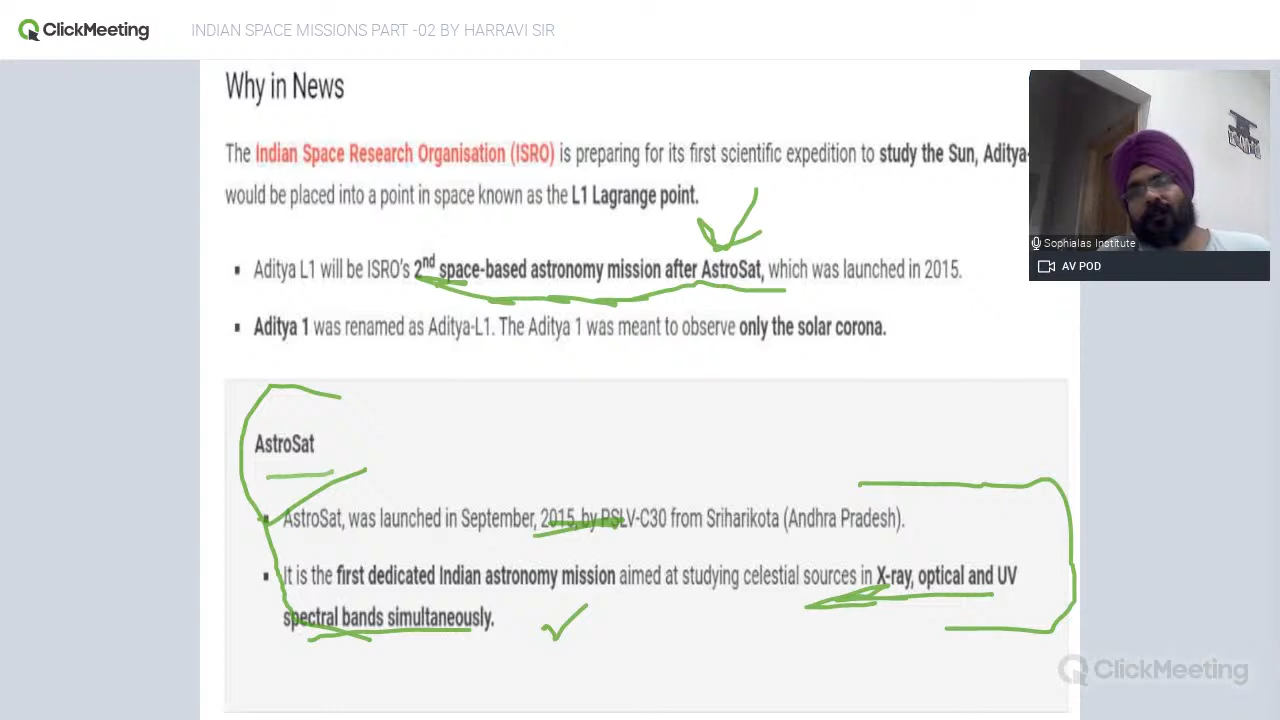 ClickMeeting
INDIAN SPACE MISSIONS PART -02 BY HARRAVI SIR
Why in News
The Indian Space Research Organisation (ISRO) is preparing for its first scientific expedition to study the Sun, Aditya-
would be placed into a point in space known as the L1 Lagrange point.
Sophialas Institute
AV POD
▪ Aditya L1 will be ISRO's 2nd space-based astronomy mission after AstroSat, which was launched in 2015.
▪ Aditya 1 was renamed as Aditya-L1. The Aditya 1 was meant to observe only the solar corona.
AstroSat
▪ AstroSat, was launched in September, 2015, by PSLV-C30 from Sriharikota (Andhra Pradesh).
▪ It is the first dedicated Indian astronomy mission aimed at studying celestial sources in X-ray, optical and UV
spectral bands simultaneously.
ClickMeeting